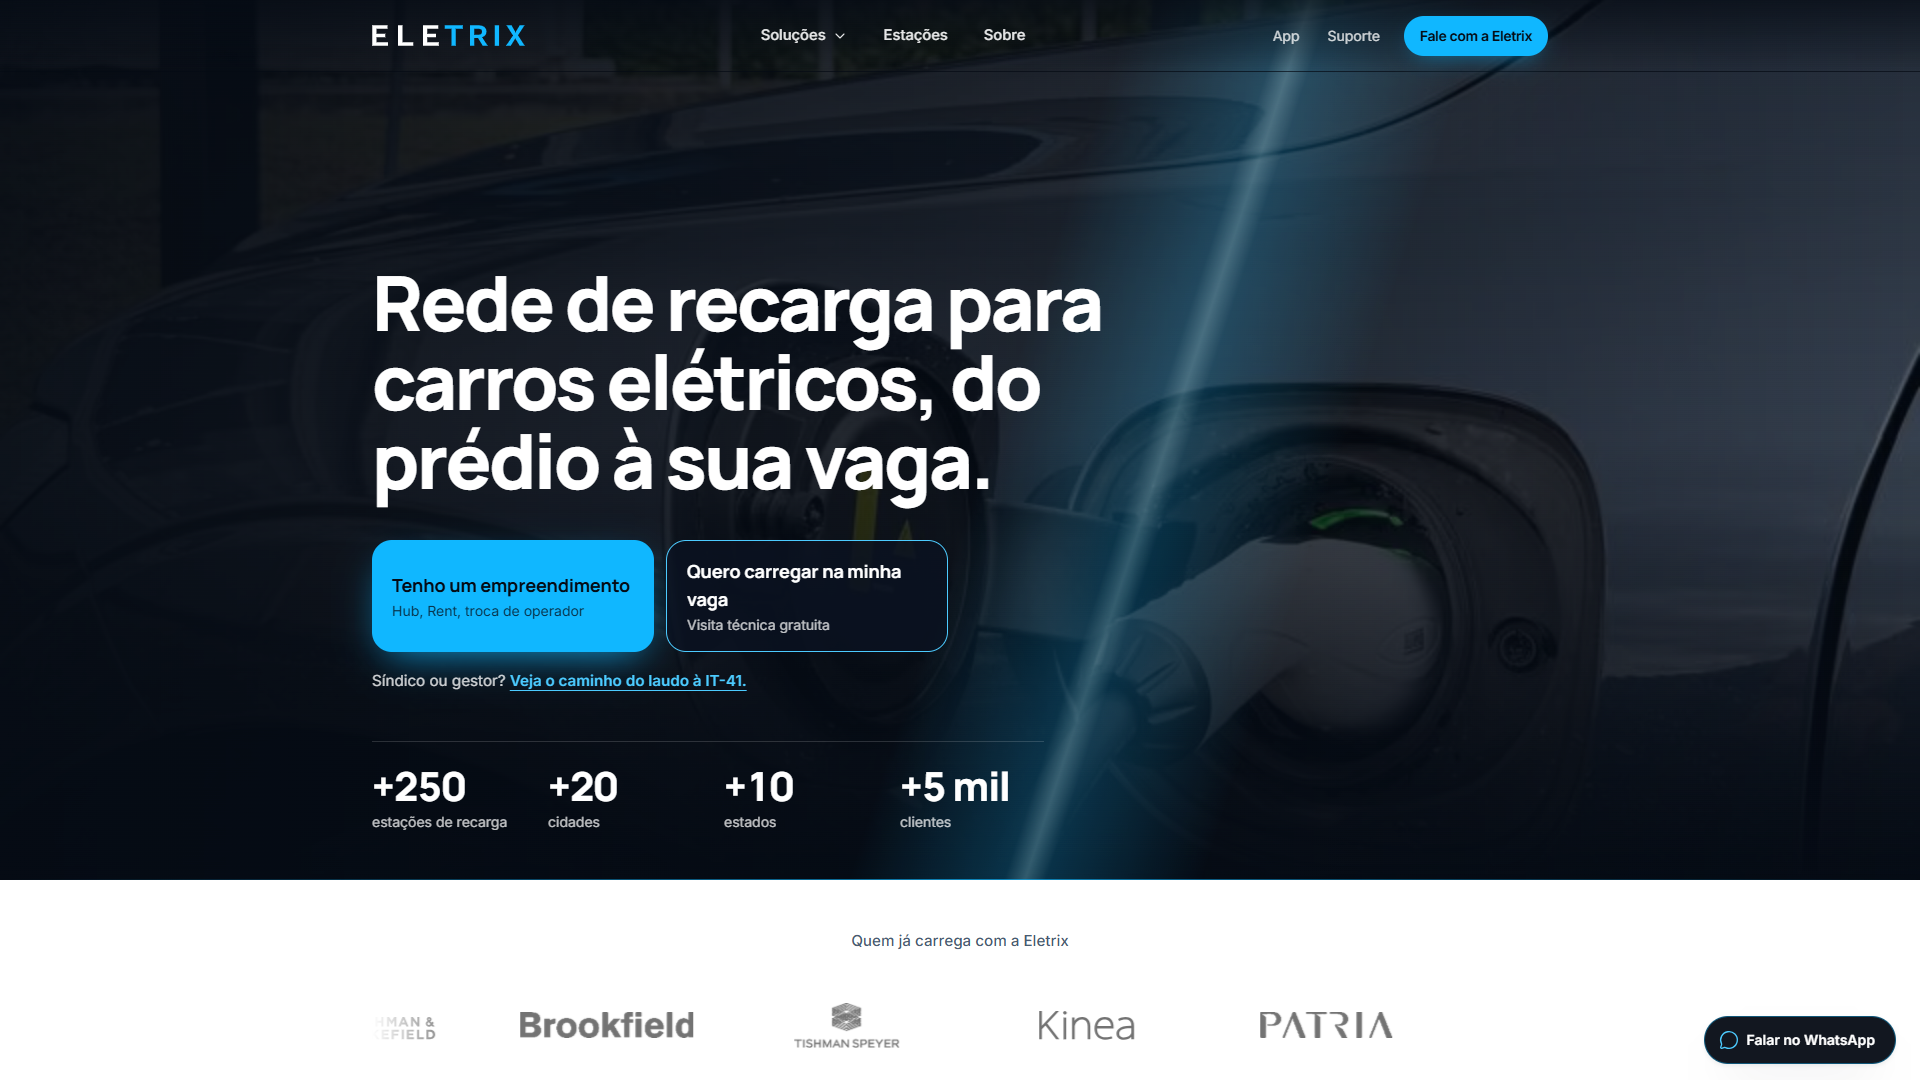 ELETRIX
Soluções
Estações
Sobre
App
Suporte
Fale com a Eletrix
Rede de recarga para
carros elétricos, do
prédio à sua vaga.
Tenho um empreendimento
Hub, Rent, troca de operador
Quero carregar na minha
vaga
Visita técnica gratuita
Síndico ou gestor? Veja o caminho do laudo à IT-41.
+250
estações de recarga
+20
cidades
+10
estados
+5 mil
clientes
Quem já carrega com a Eletrix
HMAN &
EFIELD
Brookfield
TISHMAN SPEYER
Kinea
PATRIA
Falar no WhatsApp